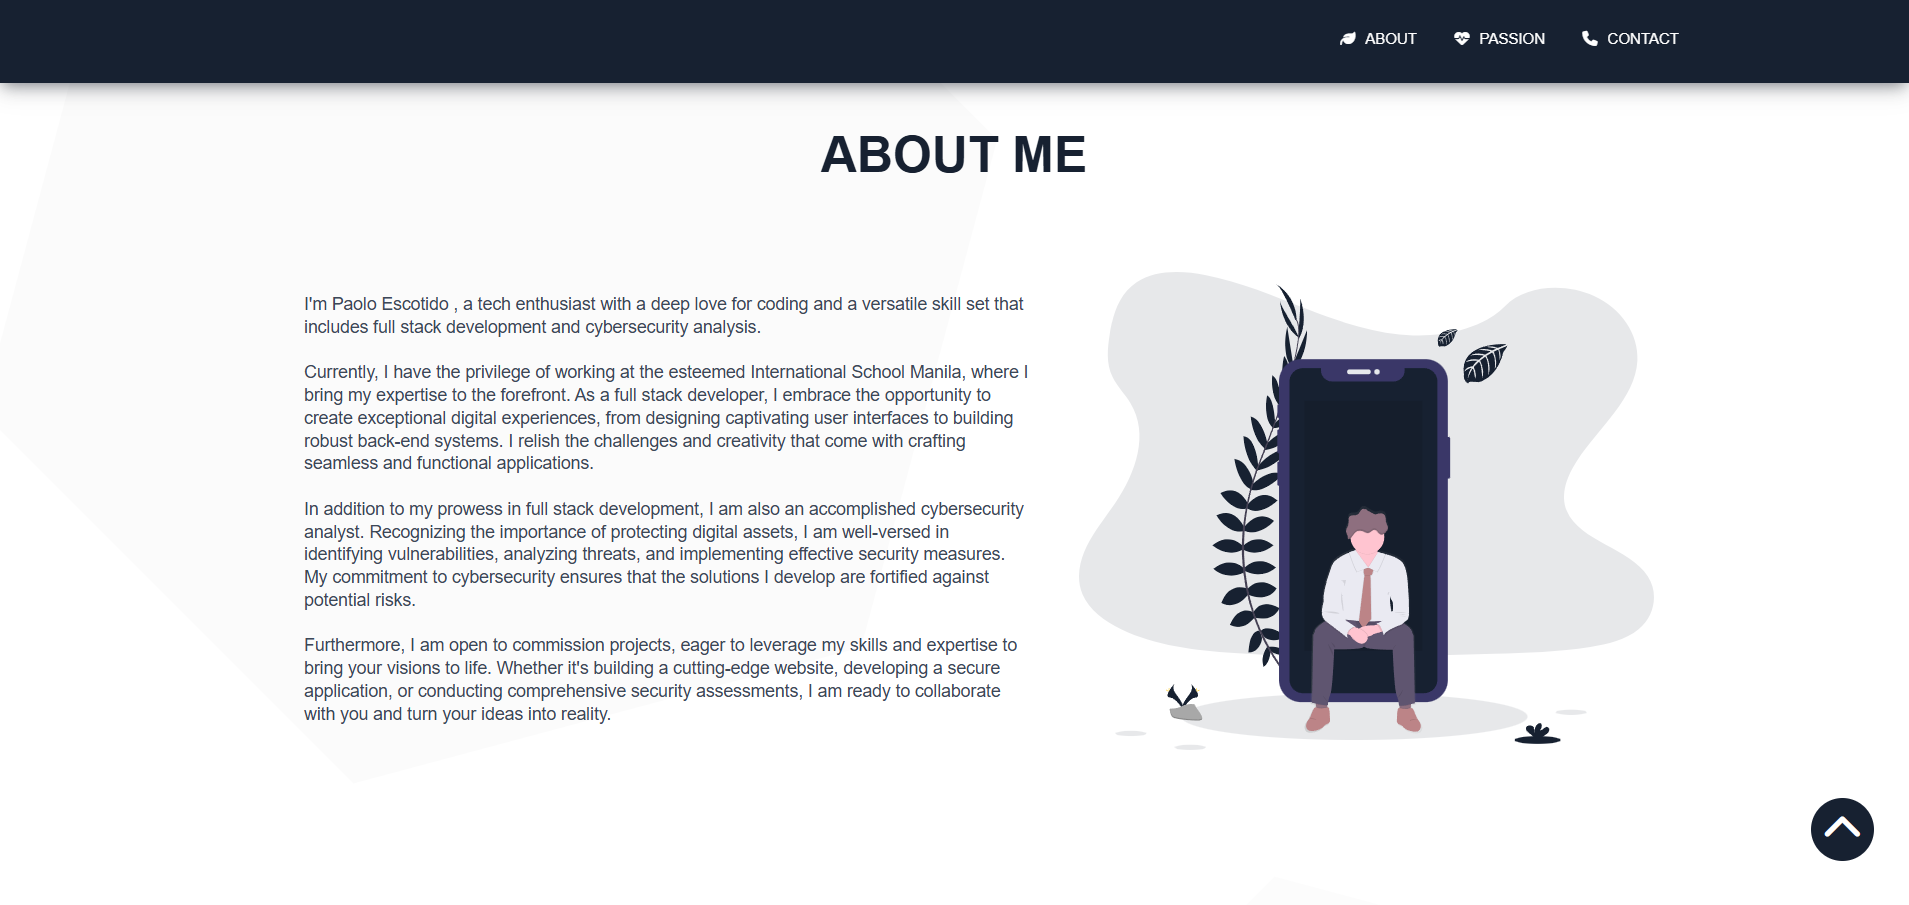 ABOUT PASSION CONTACT
ABOUT ME
I'm Paolo Escotido , a tech enthusiast with a deep love for coding and a versatile skill set that
includes full stack development and cybersecurity analysis.
Currently, I have the privilege of working at the esteemed International School Manila, where I
bring my expertise to the forefront. As a full stack developer, I embrace the opportunity to
create exceptional digital experiences, from designing captivating user interfaces to building
robust back-end systems. I relish the challenges and creativity that come with crafting
seamless and functional applications.
In addition to my prowess in full stack development, I am also an accomplished cybersecurity
analyst. Recognizing the importance of protecting digital assets, I am well-versed in
identifying vulnerabilities, analyzing threats, and implementing effective security measures.
My commitment to cybersecurity ensures that the solutions I develop are fortified against
potential risks.
Furthermore, I am open to commission projects, eager to leverage my skills and expertise to
bring your visions to life. Whether it's building a cutting-edge website, developing a secure
application, or conducting comprehensive security assessments, I am ready to collaborate
with you and turn your ideas into reality.